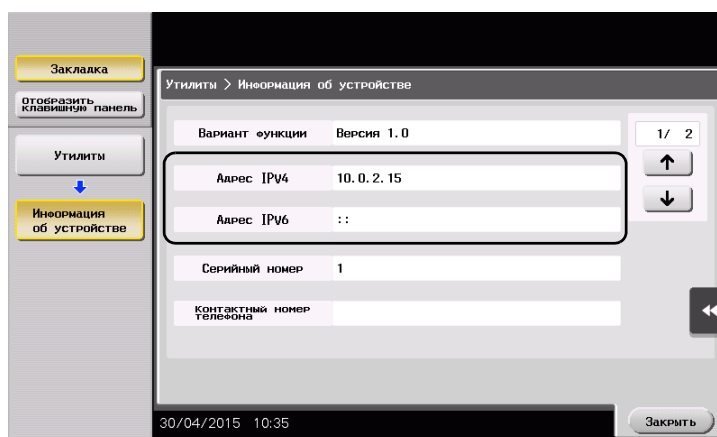 Закладка
Отобразить
клавишную панель
Утилиты
Информация
об устройстве
Утилиты > Информация об устройстве
Вариант функции Версия 1.0
1/ 2
Адрес IPv4 10.0.2.15
Адрес IPv6 ::
Серийный номер 1
Контактный номер
телефона
30/04/2015 10:35
Закрыть